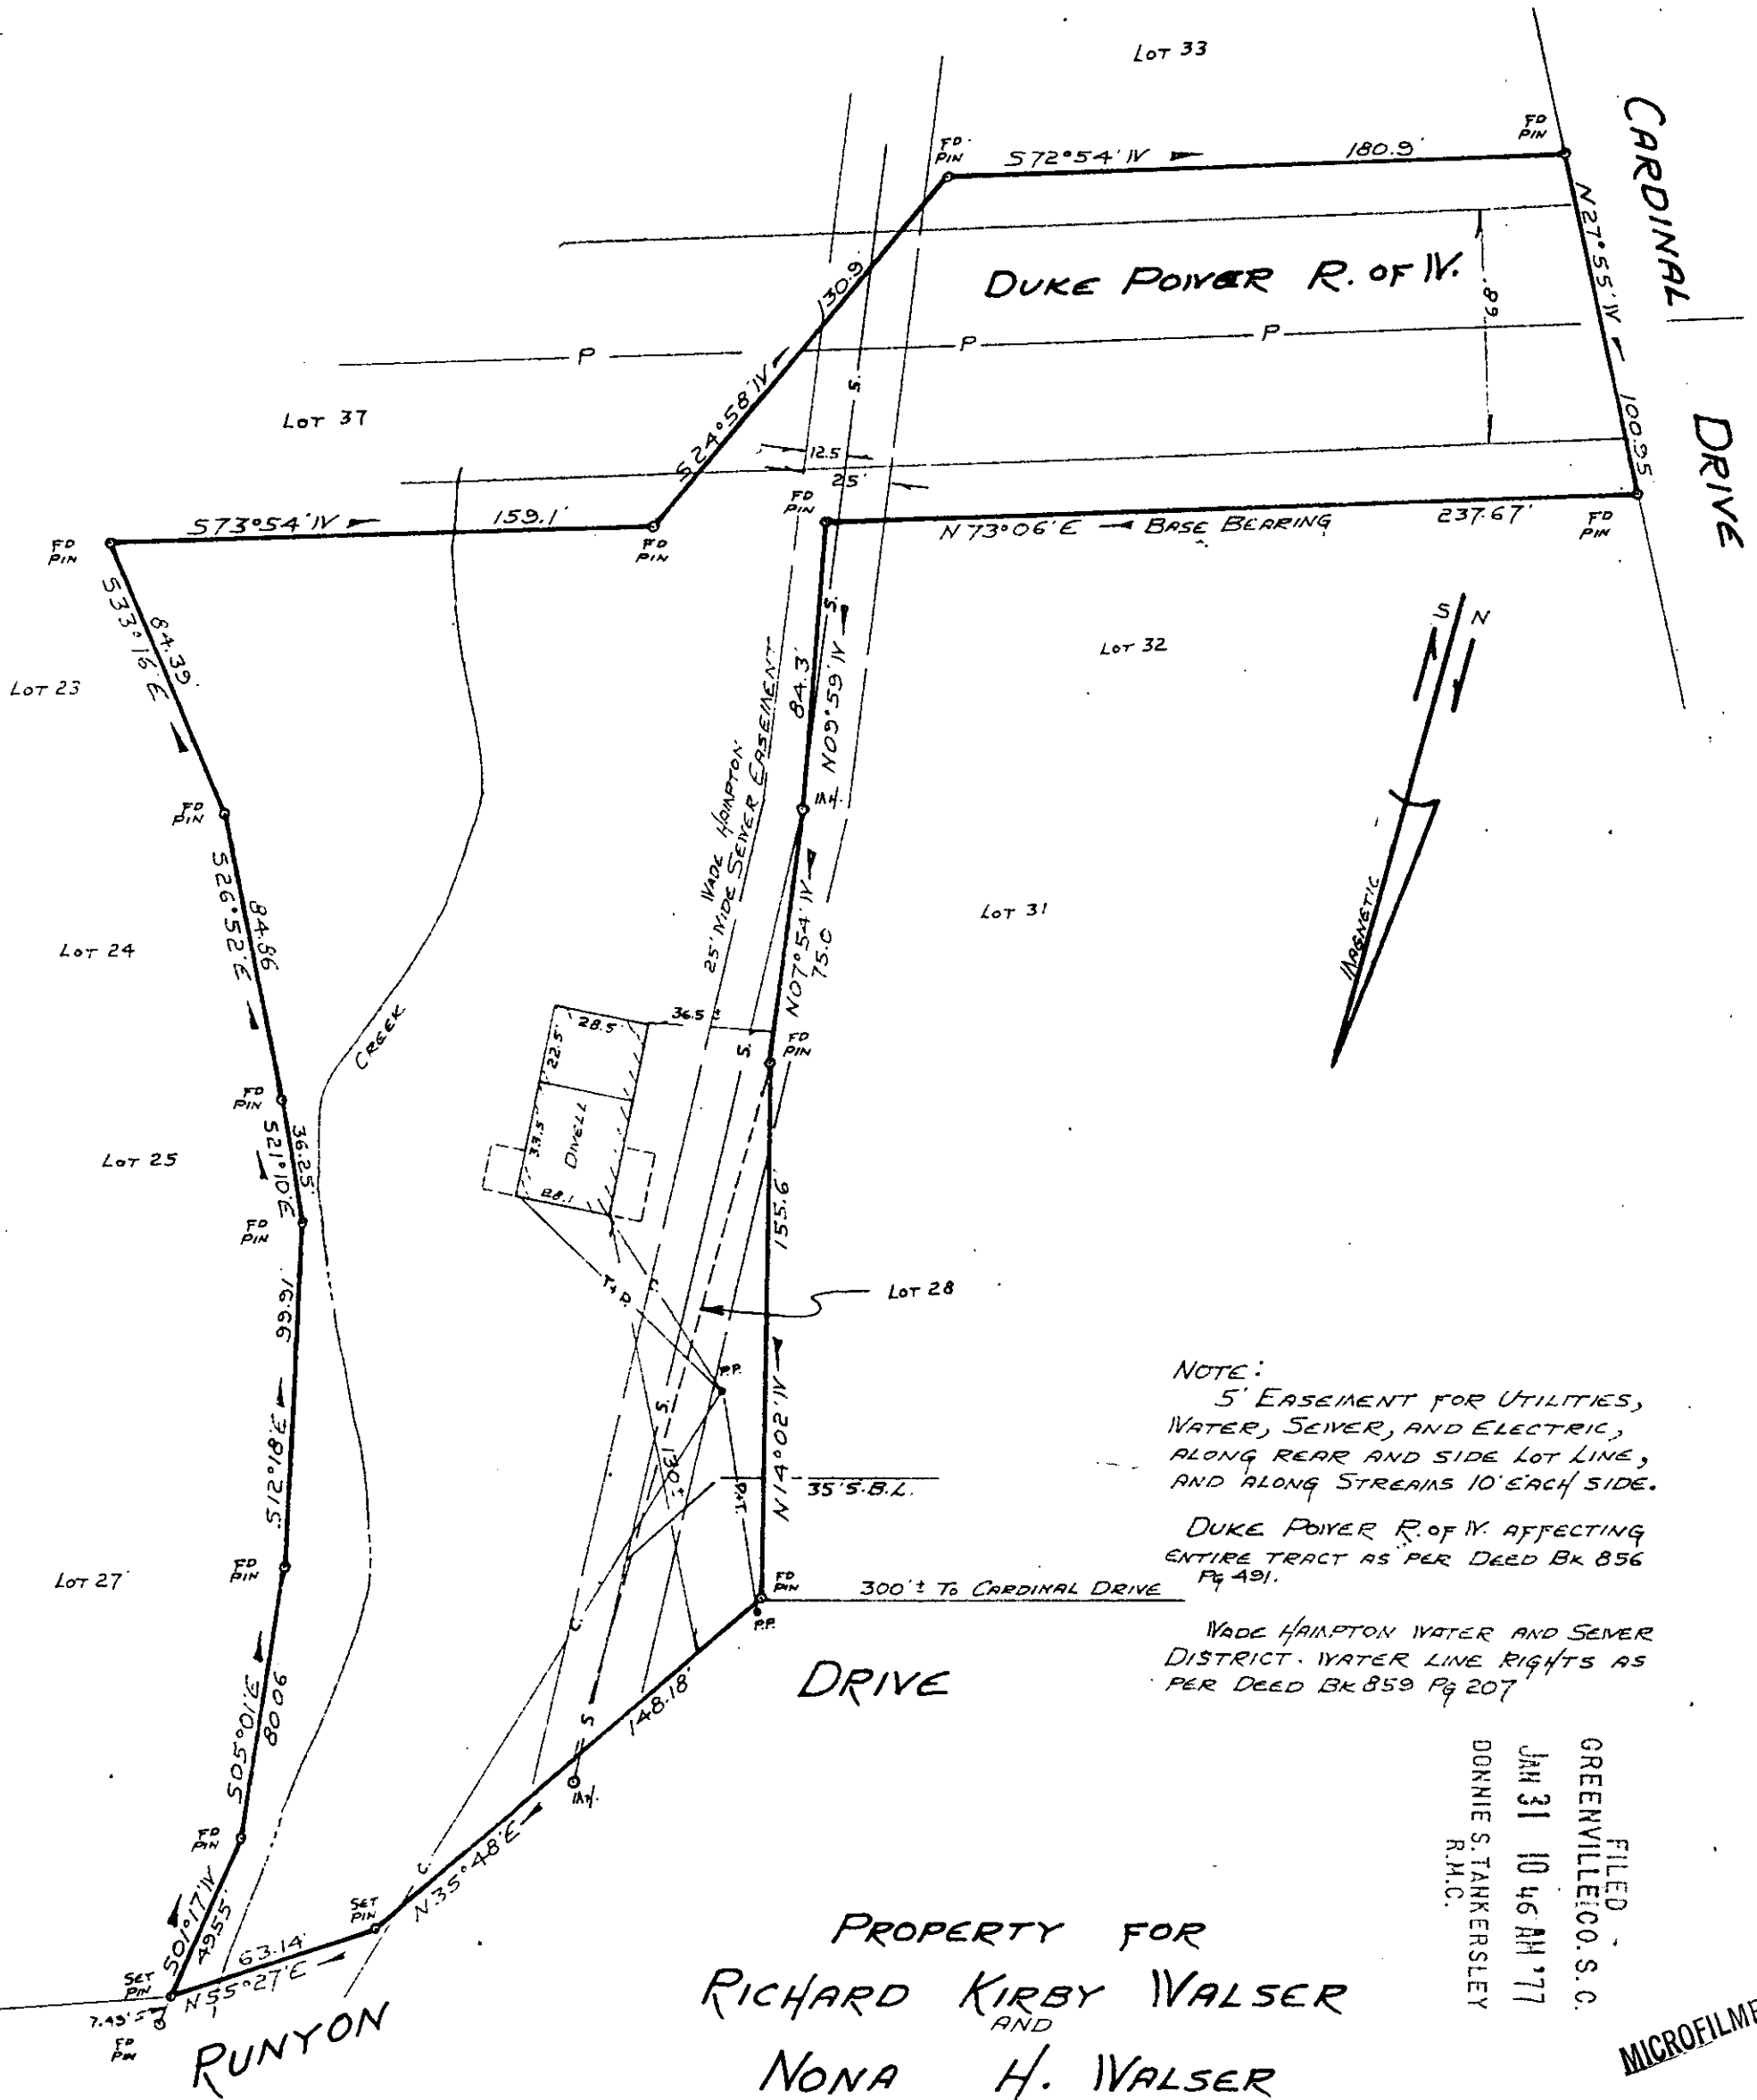 LOT 33
CARDINAL
DRIVE
FD. PIN
S72°54'W
180.9'
FD PIN
N27°55'W
100.95
DUKE POWER R. OF W.
68'
P
P
P
130.9'
S24°58'W
S.
LOT 37
12.5
25'
FD PIN
S73°54'W
159.1'
FD PIN
FD PIN
N73°06'E
BASE BEARING
237.67'
FD PIN
S33°16'E
84.39'
LOT 23
84.3'
N09°59'W
S.
LOT 32
S N
MAGNETIC
WADE HAMPTON
25' WIDE SEWER EASEMENT
M.H.
FD PIN
S26°52'E
84.86
LOT 24
CREEK
N07°54'W
75.0
LOT 31
28.5'
36.5'±
22.5'
33.5'
DWELL
28.1
S.
FD PIN
FD PIN
S21°10'E
36.25'
LOT 25
FD PIN
155.6'
N14°02'W
T&P.
C.
LOT 28
P.P.
S12°18'E
99.91
S.
130'±
P&T.
35' S.B.L.
NOTE:
5' EASEMENT FOR UTILITIES,
WATER, SEWER, AND ELECTRIC,
ALONG REAR AND SIDE LOT LINE,
AND ALONG STREAMS 10' EACH SIDE.
DUKE POWER R. OF W. AFFECTING
ENTIRE TRACT AS PER DEED BK 856
PG 491.
WADE HAMPTON WATER AND SEWER
DISTRICT. WATER LINE RIGHTS AS
PER DEED BK 859 PG 207
LOT 27
FD PIN
FD PIN
300'± TO CARDINAL DRIVE
P.P.
C.
S05°01'E
80.06
S
148.18'
DRIVE
M.H.
FD PIN
C.
N35°48'E
S01°17'W
49.55'
SET PIN
63.14'
N55°27'E
SET PIN
7.49'
FD PIN
RUNYON
PROPERTY FOR
RICHARD KIRBY WALSER
AND
NONA H. WALSER
FILED
GREENVILLE CO. S. C.
JAN 31 10 46 AM '77
DONNIE S. TANKERSLEY
R.M.C.